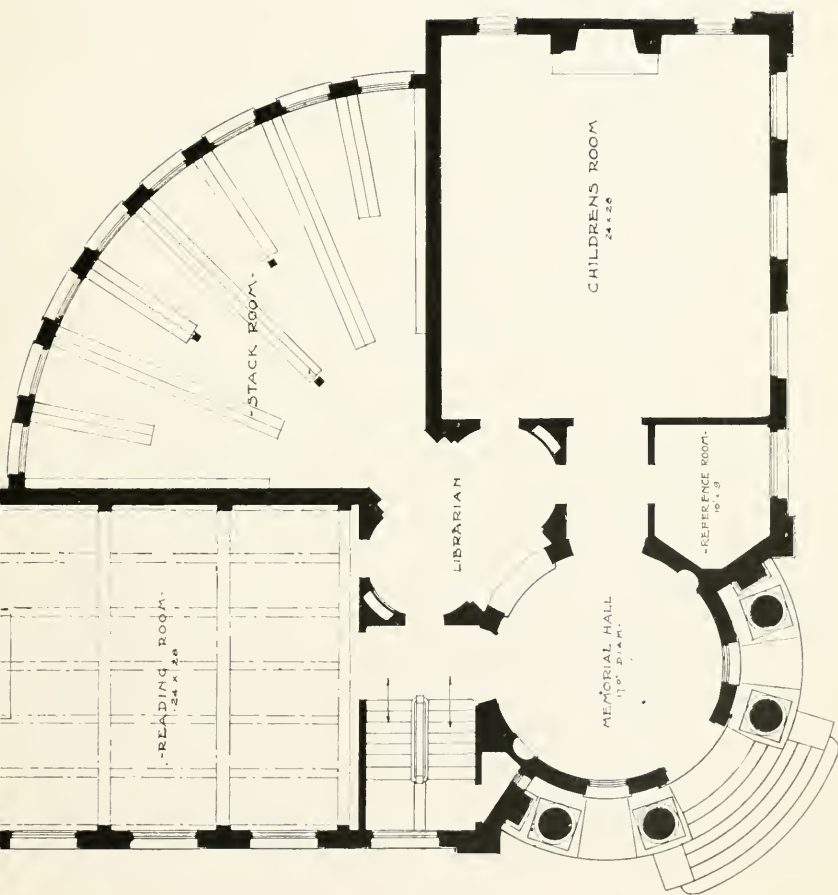 CHILDRENS ROOM
24 x 28
-STACK ROOM-
LIBRARIAN
-REFERENCE ROOM-
10' x 9
-READING ROOM-
-24 x 28
MEMORIAL HALL
17'0" DIAM-